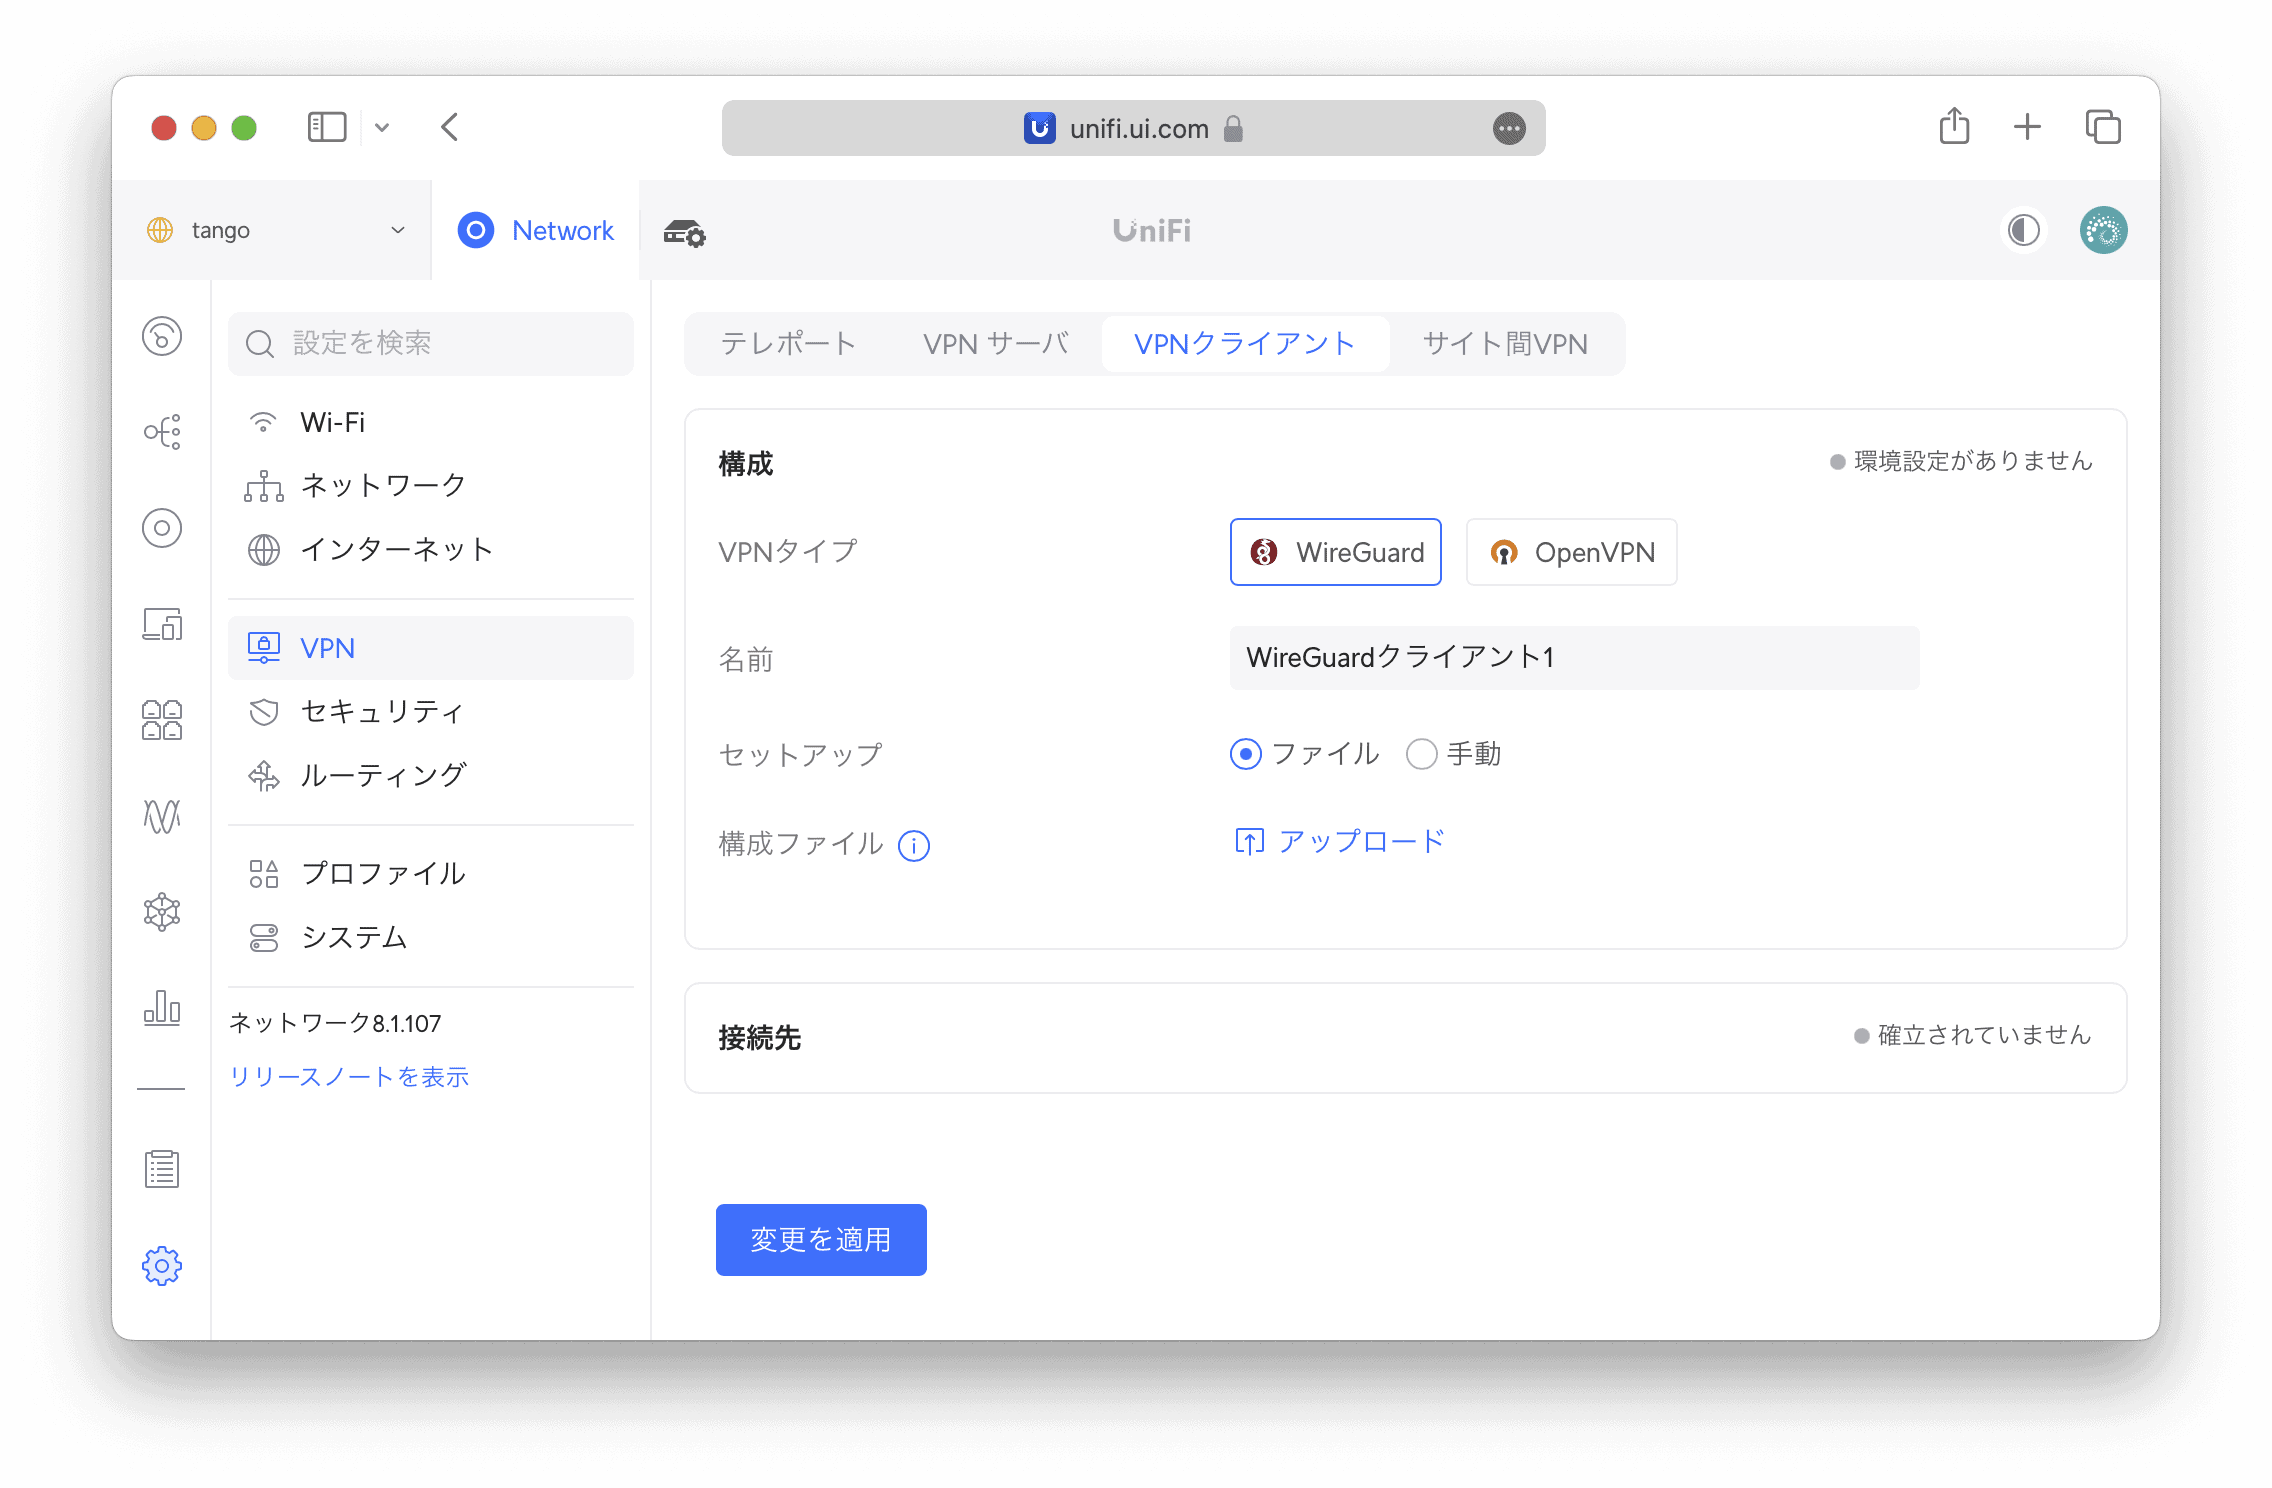 unifi.ui.com
tango
Network
UniFi
設定を検索
Wi-Fi
ネットワーク
インターネット
VPN
セキュリティ
ルーティング
プロファイル
システム
ネットワーク8.1.107
リリースノートを表示
テレポート
VPN サーバ
VPNクライアント
サイト間VPN
構成
環境設定がありません
VPNタイプ
WireGuard
OpenVPN
名前
WireGuardクライアント1
セットアップ
ファイル
手動
構成ファイル
アップロード
接続先
確立されていません
変更を適用